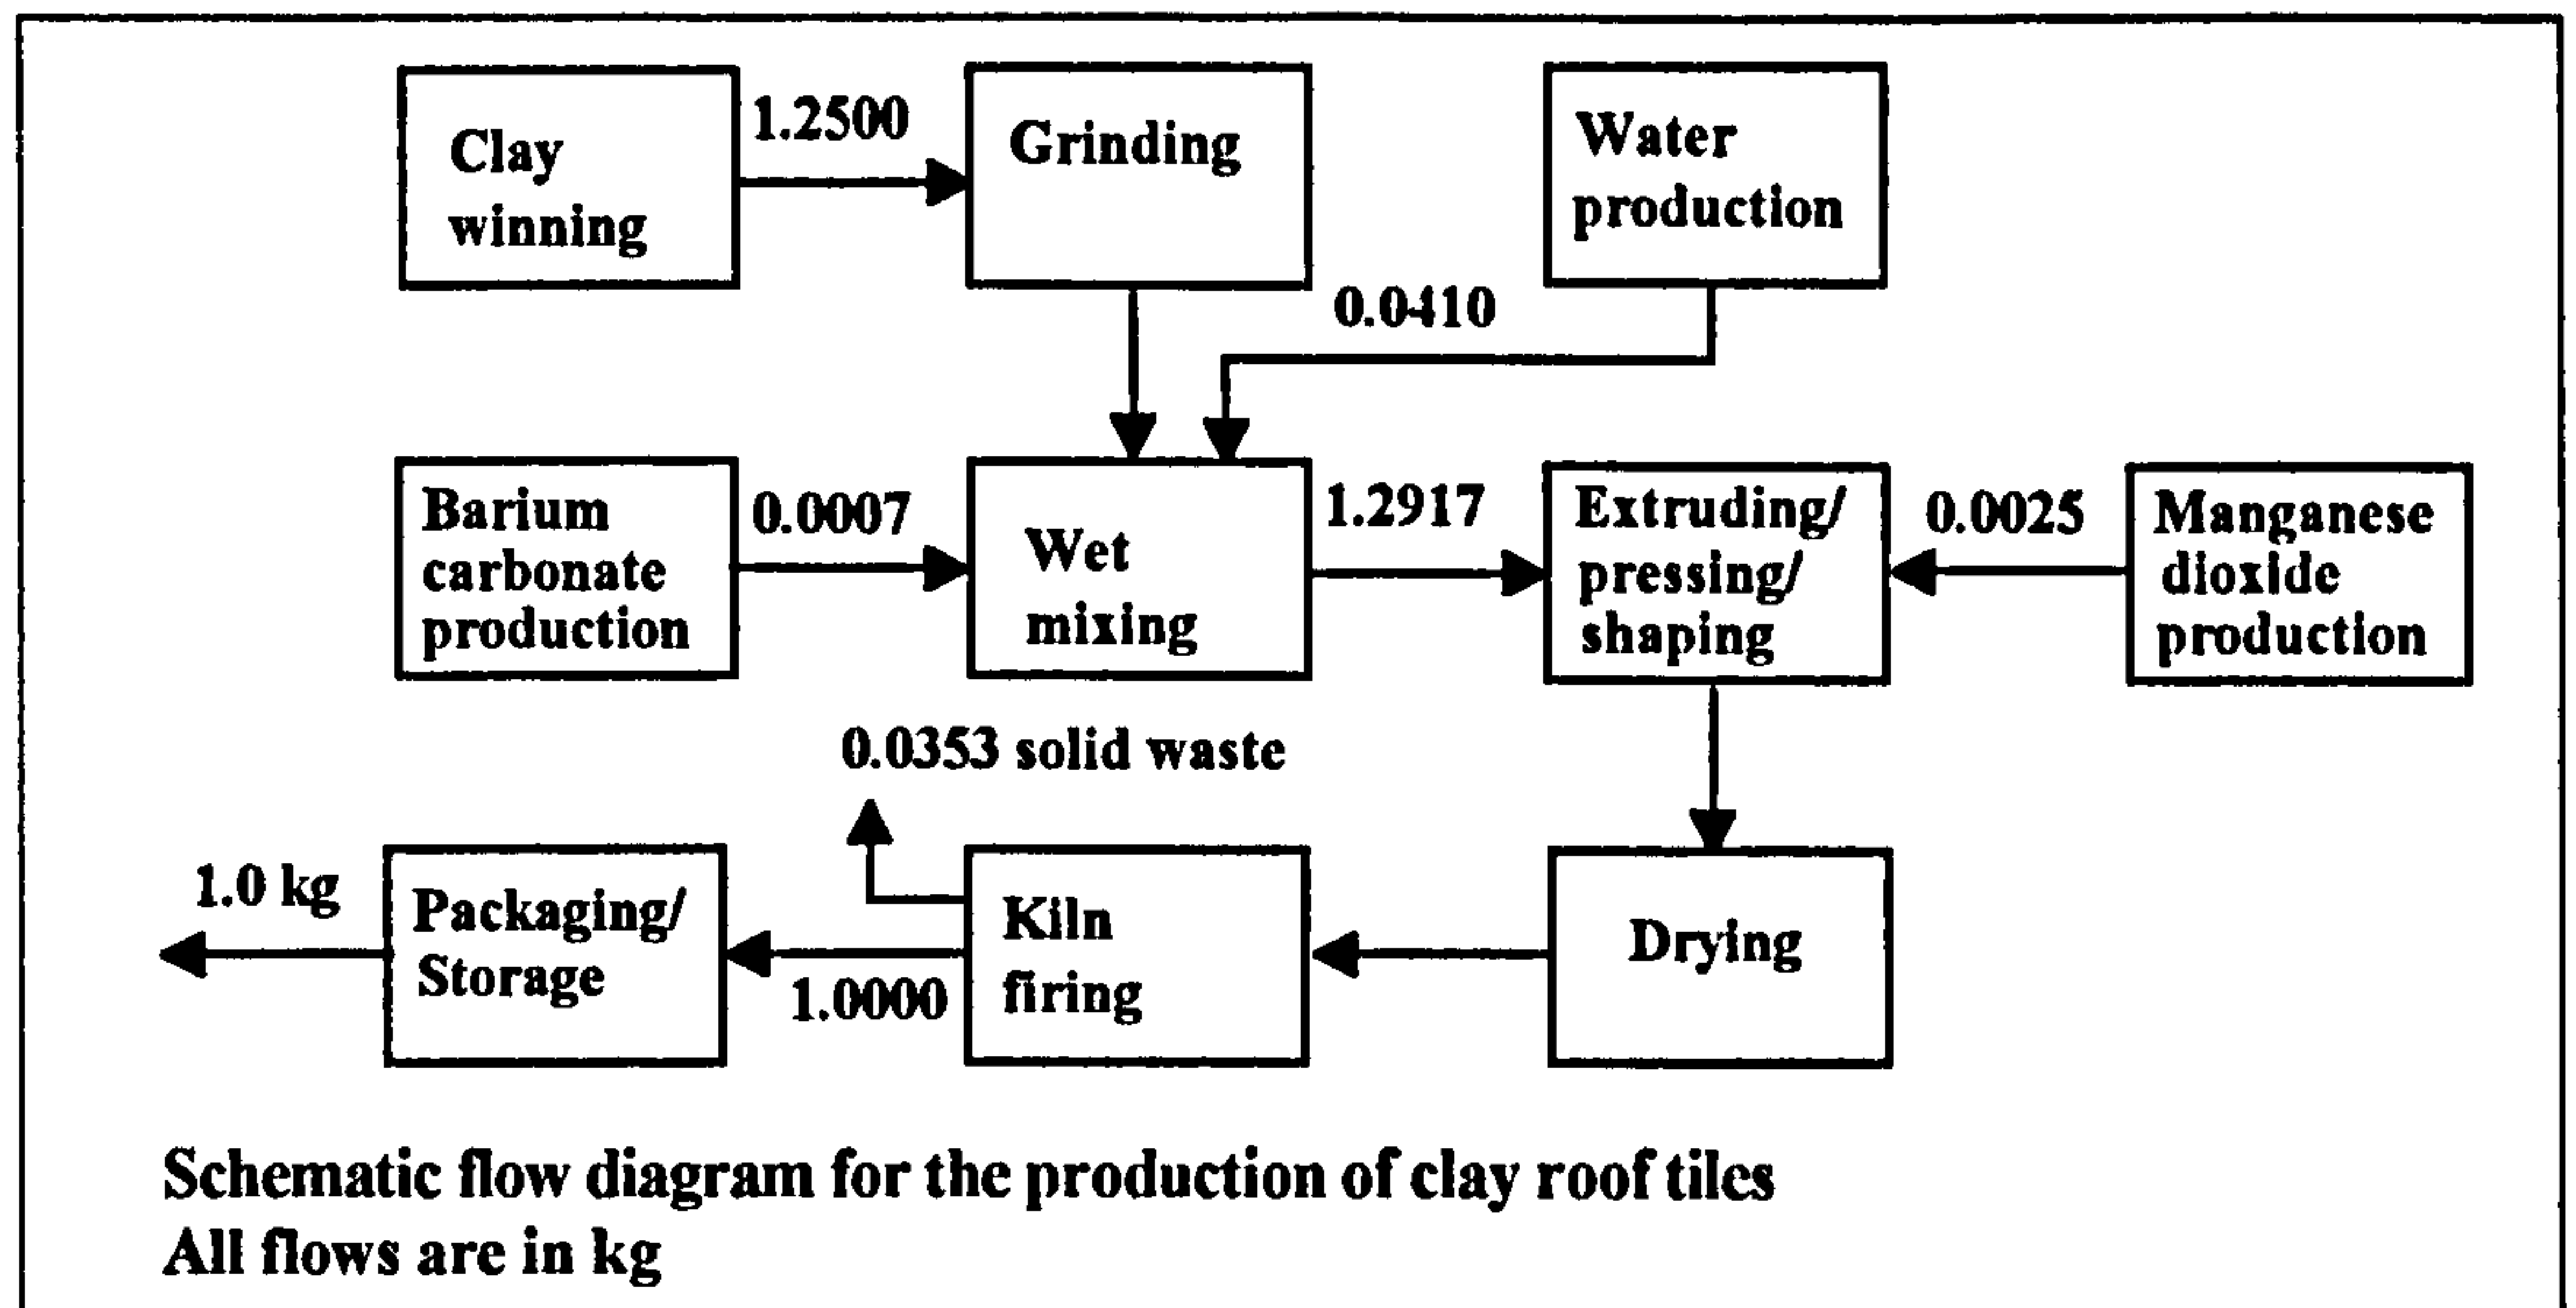 Clay
winning
1.2500
Grinding
Water
production
0.0410
Barium
carbonate
production
0.0007
Wet
mixing
1.2917
Extruding/
pressing/
shaping
0.0025
Manganese
dioxide
production
0.0353 solid waste
1.0 kg
Packaging/
Storage
1.0000
Kiln
firing
Drying
Schematic flow diagram for the production of clay roof tiles
All flows are in kg